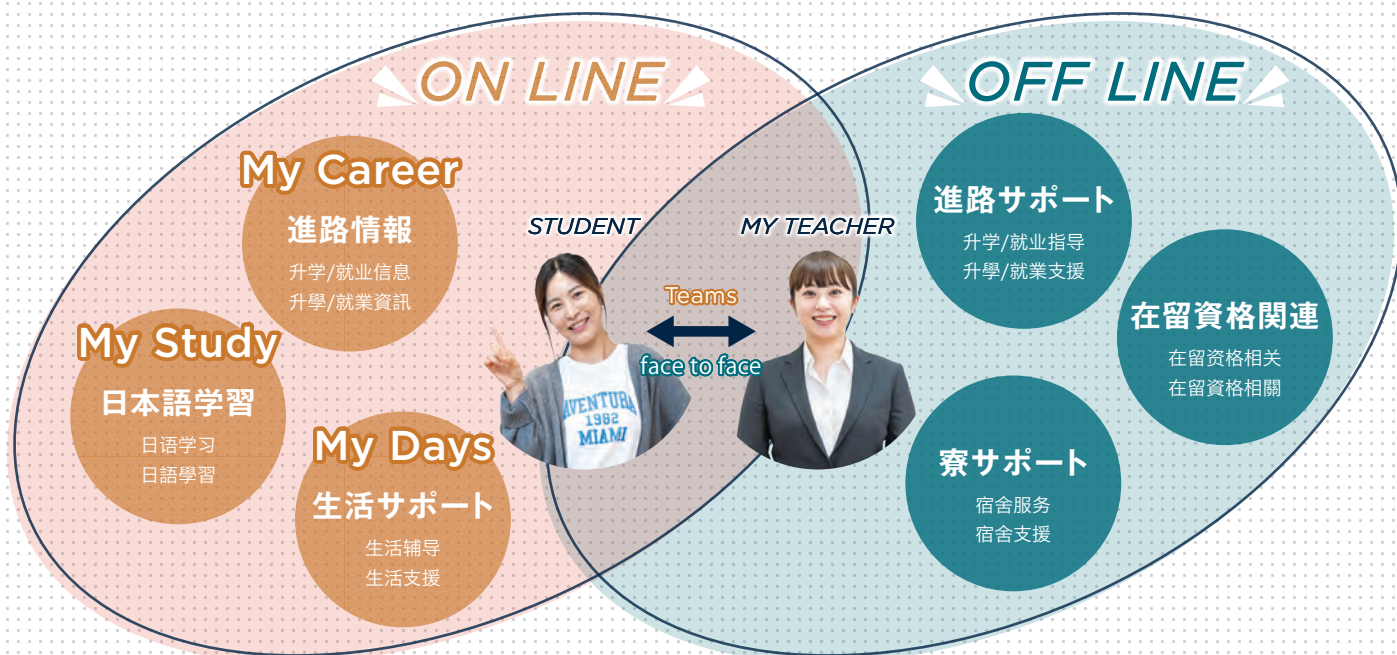 ON LINE
My Career
進路情報
升学/就业信息
升學/就業資訊
My Study
日本語学習
日语学习
日語學習
My Days
生活サポート
生活辅导
生活支援
STUDENT
AVENTURA
1982
MIAMI
Teams
face to face
MY TEACHER
OFF LINE
進路サポート
升学/就业指导
升學/就業支援
在留資格関連
在留资格相关
在留資格相關
寮サポート
宿舍服务
宿舍支援